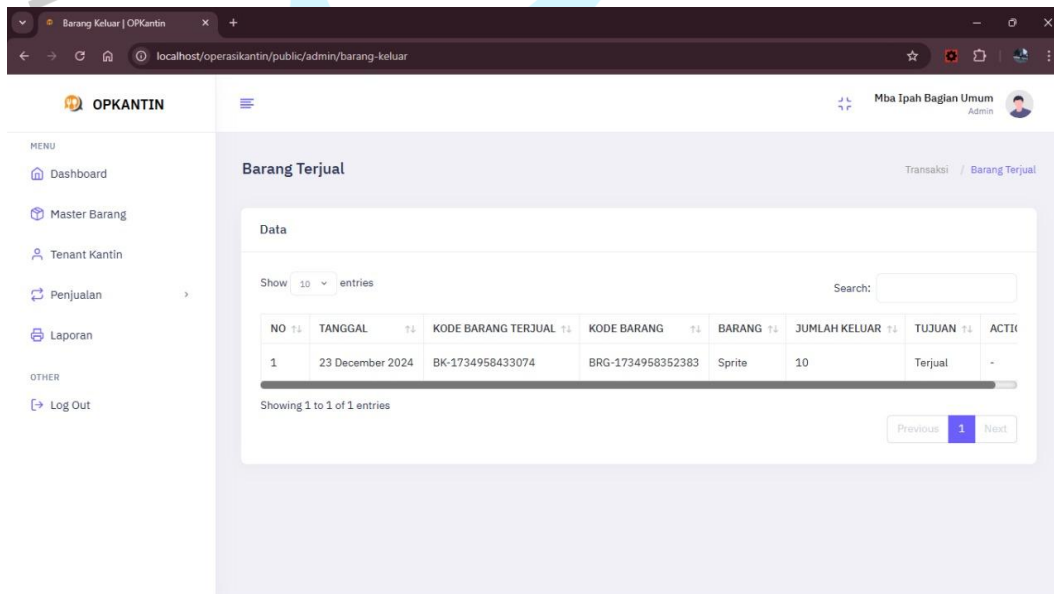 Barang Keluar | OPKantin
localhost/operasikantin/public/admin/barang-keluar
OPKANTIN
Mba Ipah Bagian Umum
Admin
MENU
Dashboard
Master Barang
Tenant Kantin
Penjualan
Laporan
OTHER
Log Out
Barang Terjual
Transaksi / Barang Terjual
Data
Show 10 entries
Search:
NO TANGGAL KODE BARANG TERJUAL KODE BARANG BARANG JUMLAH KELUAR TUJUAN
1 23 December 2024 BK-1734958433074 BRG-1734958352383 Sprite 10 Terjual -
Showing 1 to 1 of 1 entries
Previous 1 Next